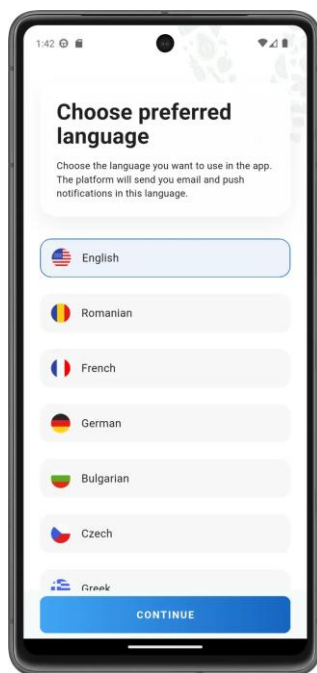 1:42
Choose preferred
language
Choose the language you want to use in the app.
The platform will send you email and push
notifications in this language.
English
Romanian
French
German
Bulgarian
Czech
Greek
CONTINUE